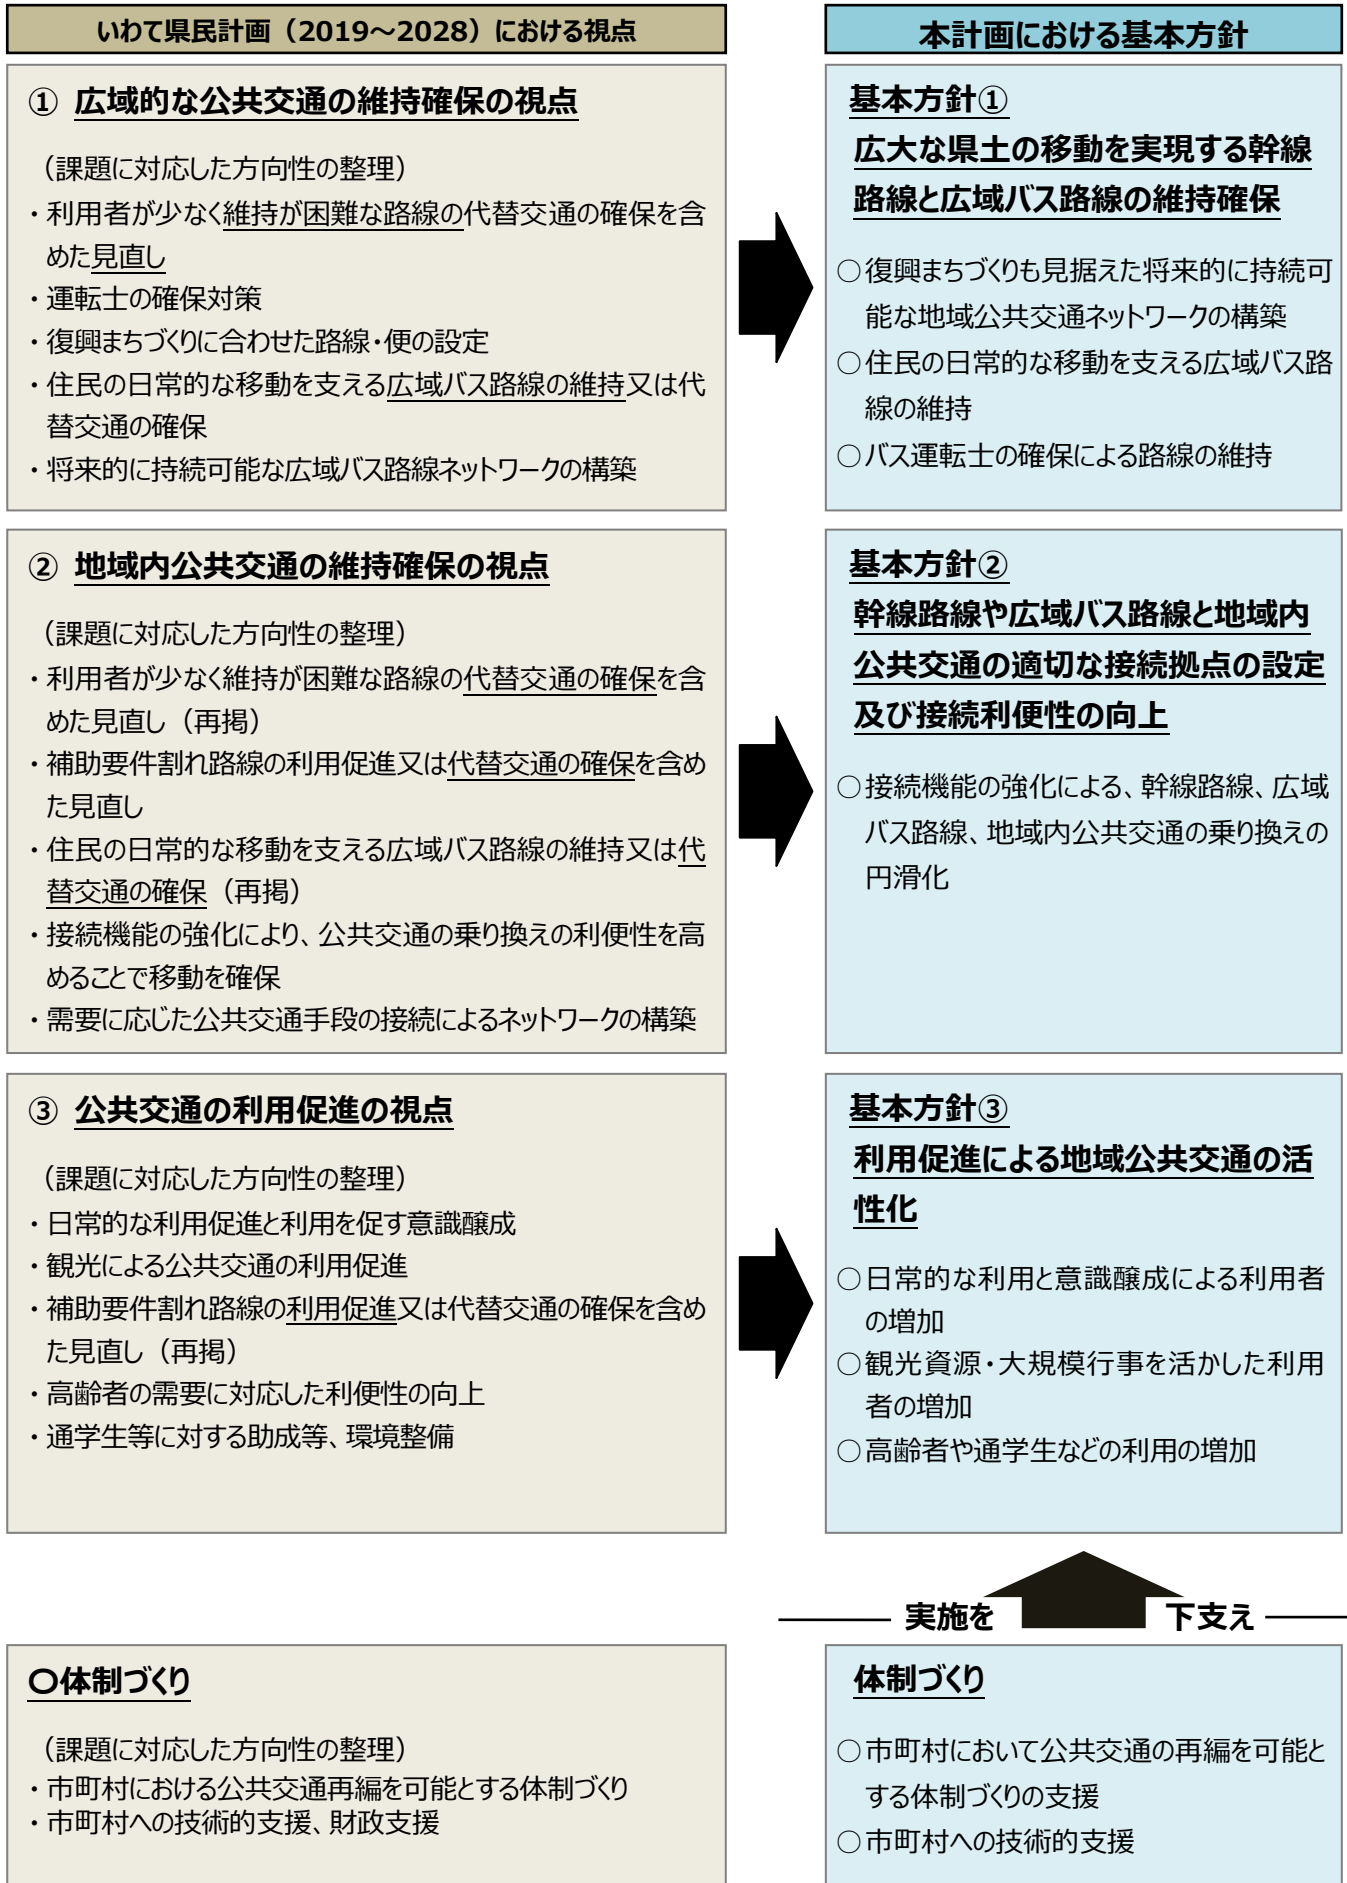 いわて県民計画（2019～2028）における視点
本計画における基本方針
① 広域的な公共交通の維持確保の視点
（課題に対応した方向性の整理）
・利用者が少なく維持が困難な路線の代替交通の確保を含
めた見直し
・運転士の確保対策
・復興まちづくりに合わせた路線・便の設定
・住民の日常的な移動を支える広域バス路線の維持又は代
替交通の確保
・将来的に持続可能な広域バス路線ネットワークの構築
基本方針①
広大な県土の移動を実現する幹線
路線と広域バス路線の維持確保
○復興まちづくりも見据えた将来的に持続可
能な地域公共交通ネットワークの構築
○住民の日常的な移動を支える広域バス路
線の維持
○バス運転士の確保による路線の維持
② 地域内公共交通の維持確保の視点
（課題に対応した方向性の整理）
・利用者が少なく維持が困難な路線の代替交通の確保を含
めた見直し（再掲）
・補助要件割れ路線の利用促進又は代替交通の確保を含め
た見直し
・住民の日常的な移動を支える広域バス路線の維持又は代
替交通の確保（再掲）
・接続機能の強化により、公共交通の乗り換えの利便性を高
めることで移動を確保
・需要に応じた公共交通手段の接続によるネットワークの構築
基本方針②
幹線路線や広域バス路線と地域内
公共交通の適切な接続拠点の設定
及び接続利便性の向上
○接続機能の強化による、幹線路線、広域
バス路線、地域内公共交通の乗り換えの
円滑化
③ 公共交通の利用促進の視点
（課題に対応した方向性の整理）
・日常的な利用促進と利用を促す意識醸成
・観光による公共交通の利用促進
・補助要件割れ路線の利用促進又は代替交通の確保を含め
た見直し（再掲）
・高齢者の需要に対応した利便性の向上
・通学生等に対する助成等、環境整備
基本方針③
利用促進による地域公共交通の活
性化
○日常的な利用と意識醸成による利用者
の増加
○観光資源・大規模行事を活かした利用
者の増加
○高齢者や通学生などの利用の増加
実施を 下支え
〇体制づくり
（課題に対応した方向性の整理）
・市町村における公共交通再編を可能とする体制づくり
・市町村への技術的支援、財政支援
体制づくり
○市町村において公共交通の再編を可能と
する体制づくりの支援
○市町村への技術的支援